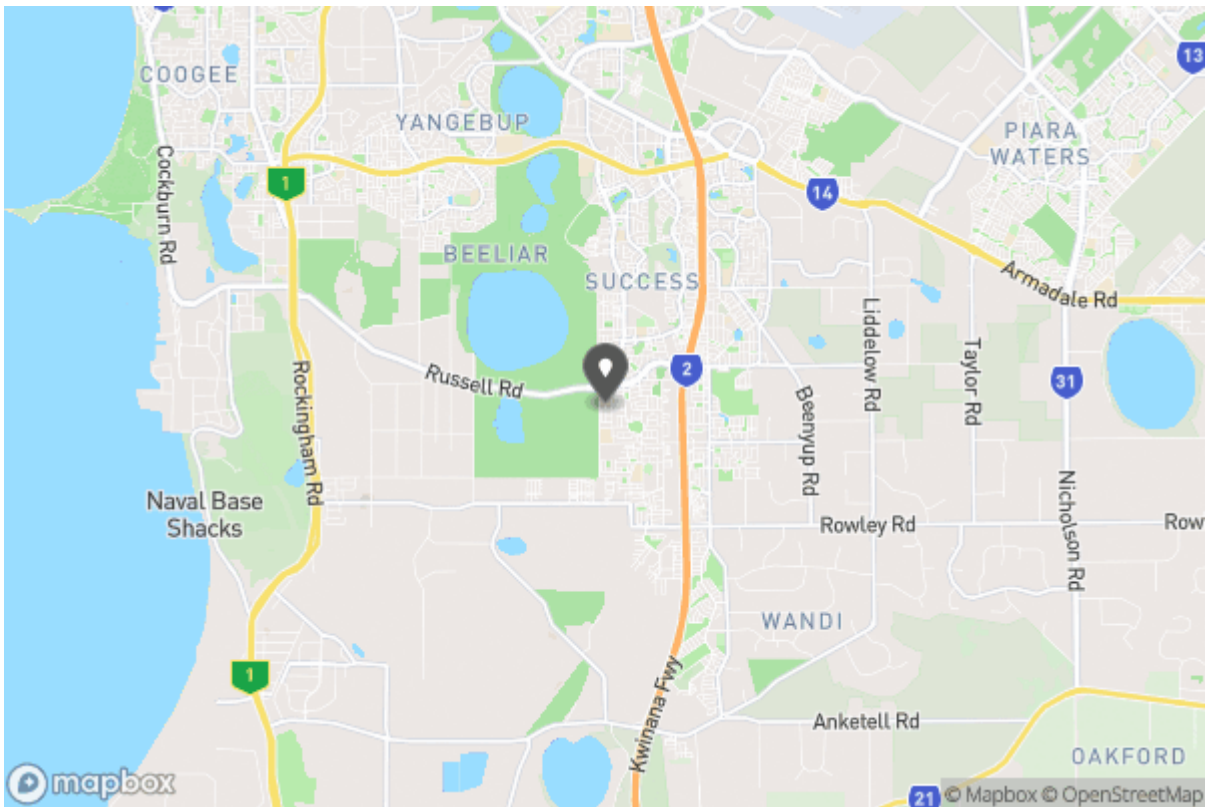 COOGEE
YANGEBUP
PIARA
WATERS
13
Cockburn Rd
1
14
BEELIAR
SUCCESS
Armadale Rd
Liddelow Rd
Taylor Rd
Russell Rd
2
31
Rockingham Rd
Beenyup Rd
Naval Base
Shacks
Rowley Rd
Row
Nicholson Rd
WANDI
1
Kwinana Fwy
Anketell Rd
OAKFORD
mapbox
21
© Mapbox © OpenStreetMap